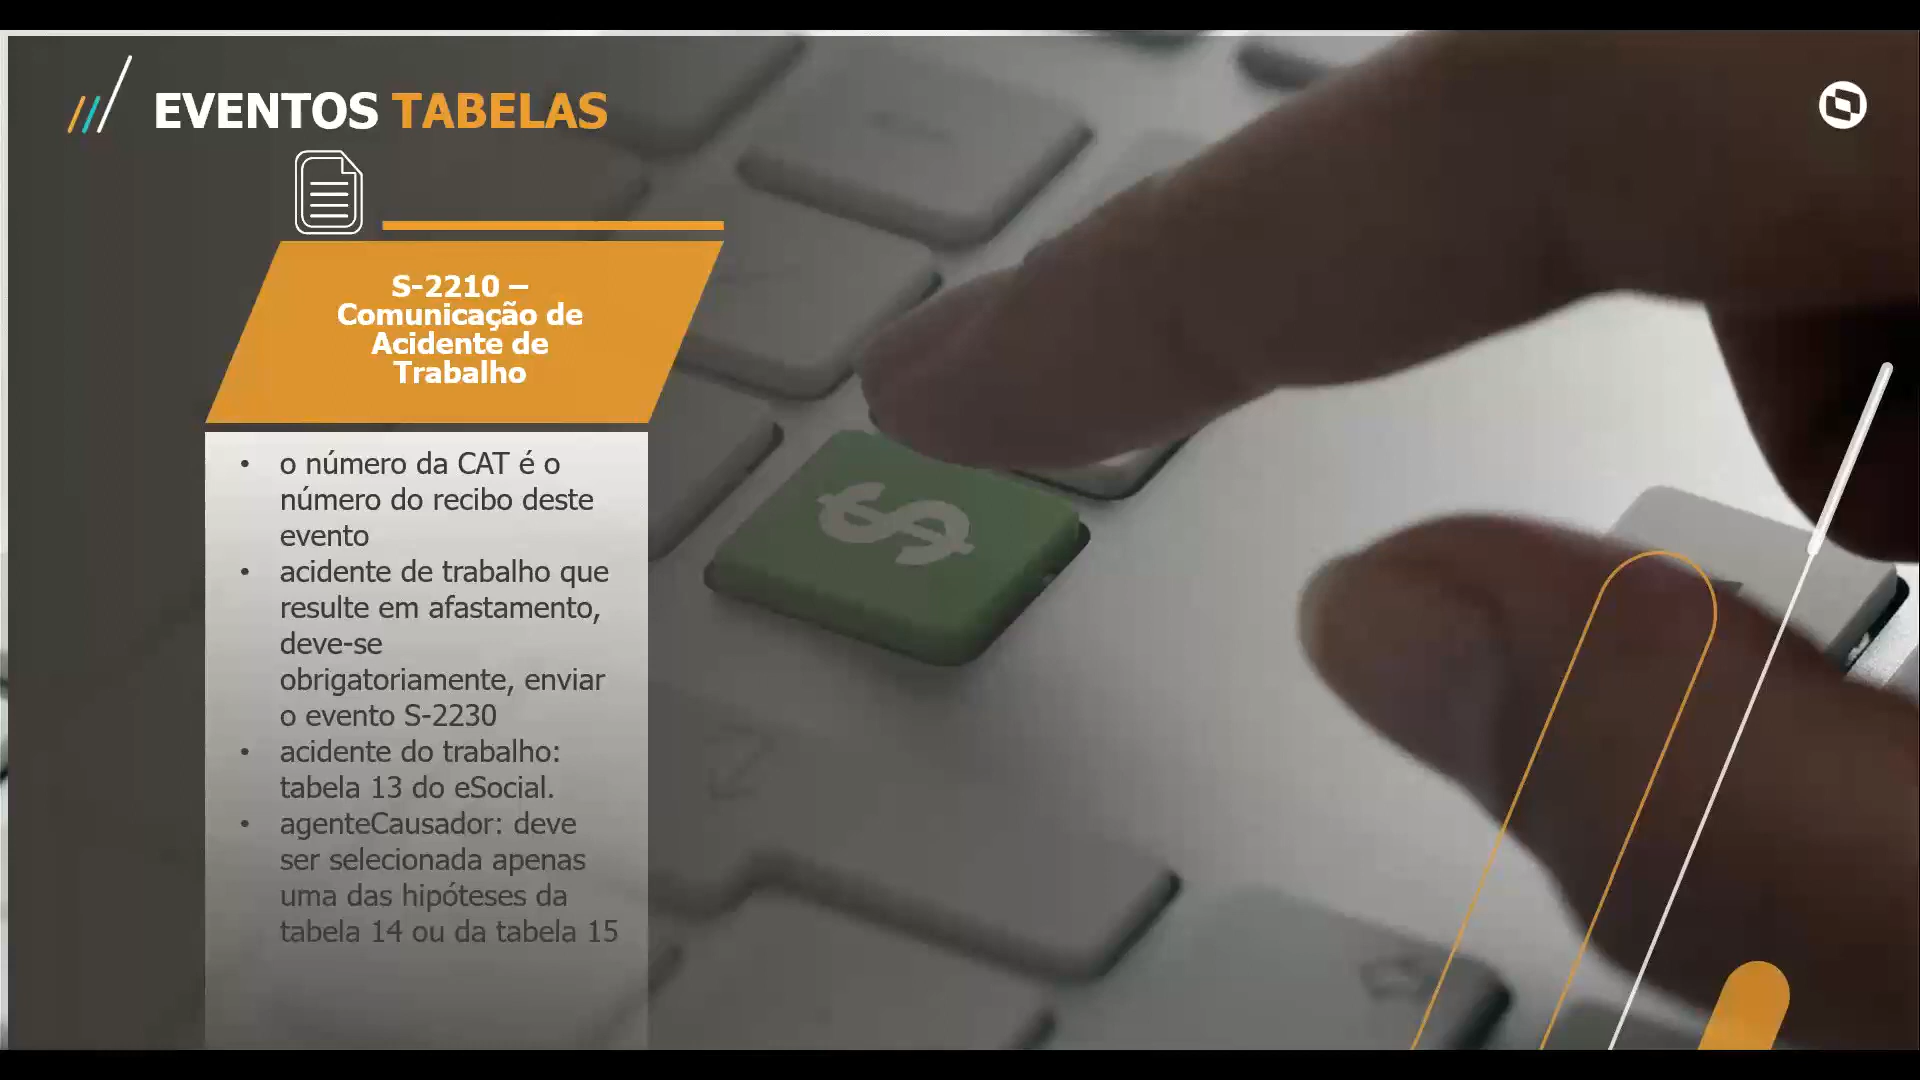 EVENTOS TABELAS
S-2210 –
Comunicação de
Acidente de
Trabalho
• o número da CAT é o
número do recibo deste
evento
• acidente de trabalho que
resulte em afastamento,
deve-se
obrigatoriamente, enviar
o evento S-2230
• acidente do trabalho:
tabela 13 do eSocial.
• agenteCausador: deve
ser selecionada apenas
uma das hipóteses da
tabela 14 ou da tabela 15
$